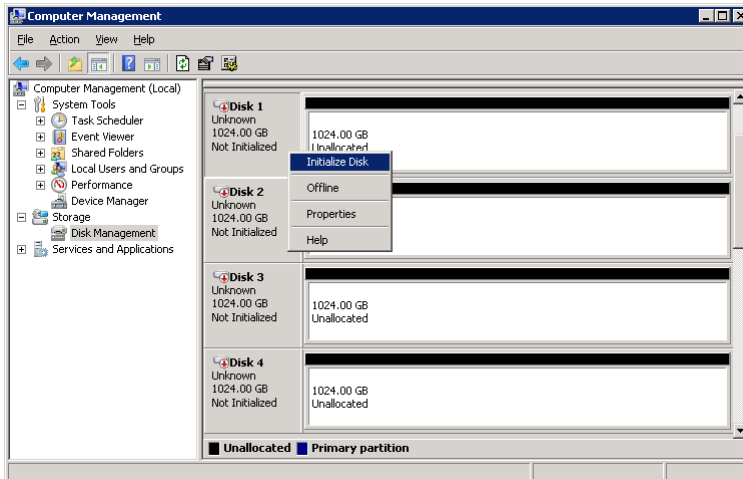 Computer Management
File Action View Help
Computer Management (Local)
System Tools
Task Scheduler
Event Viewer
Shared Folders
Local Users and Groups
Performance
Device Manager
Storage
Disk Management
Services and Applications
Disk 1
Unknown
1024.00 GB
Not Initialized
1024.00 GB
Unallocated
Initialize Disk
Offline
Properties
Help
Disk 2
Unknown
1024.00 GB
Not Initialized
Disk 3
Unknown
1024.00 GB
Not Initialized
1024.00 GB
Unallocated
Disk 4
Unknown
1024.00 GB
Not Initialized
1024.00 GB
Unallocated
Unallocated Primary partition